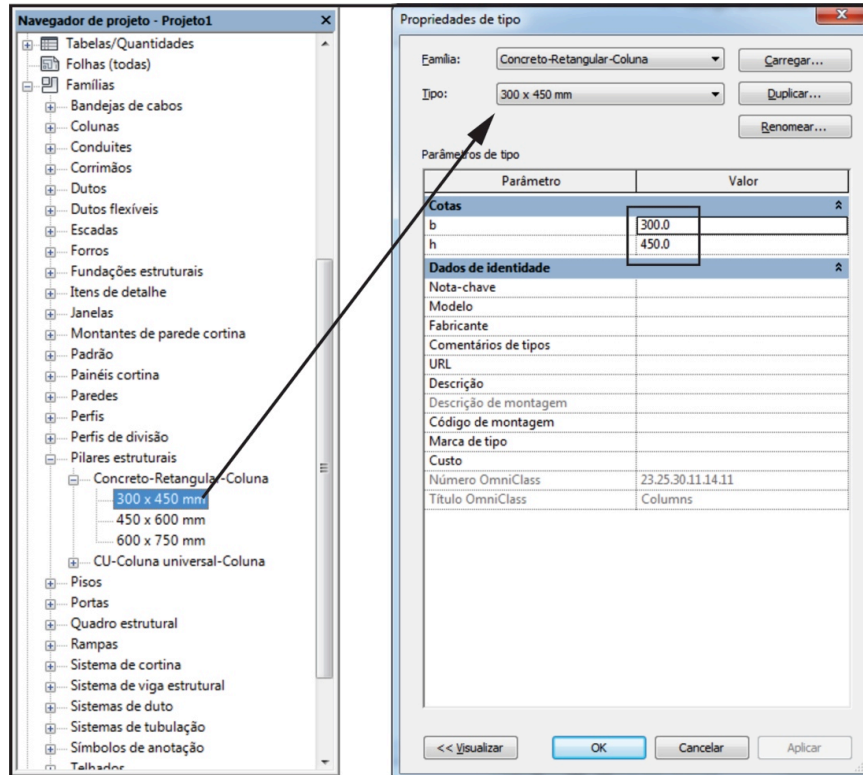 Navegador de projeto - Projeto1
Tabelas/Quantidades
Folhas (todas)
Famílias
Bandejas de cabos
Colunas
Conduites
Corrimãos
Dutos
Dutos flexíveis
Escadas
Forros
Fundações estruturais
Itens de detalhe
Janelas
Montantes de parede cortina
Padrão
Painéis cortina
Paredes
Perfis
Perfis de divisão
Pilares estruturais
Concreto-Retangular-Coluna
300 x 450 mm
450 x 600 mm
600 x 750 mm
CU-Coluna universal-Coluna
Pisos
Portas
Quadro estrutural
Rampas
Sistema de cortina
Sistema de viga estrutural
Sistemas de duto
Sistemas de tubulação
Símbolos de anotação
Telhados
Propriedades de tipo
Família: Concreto-Retangular-Coluna Carregar...
Tipo: 300 x 450 mm Duplicar...
Renomear...
Parâmetros de tipo
Parâmetro Valor
Cotas
b 300.0
h 450.0
Dados de identidade
Nota-chave
Modelo
Fabricante
Comentários de tipos
URL
Descrição
Descrição de montagem
Código de montagem
Marca de tipo
Custo
Número OmniClass 23.25.30.11.14.11
Título OmniClass Columns
<< Visualizar OK Cancelar Aplicar